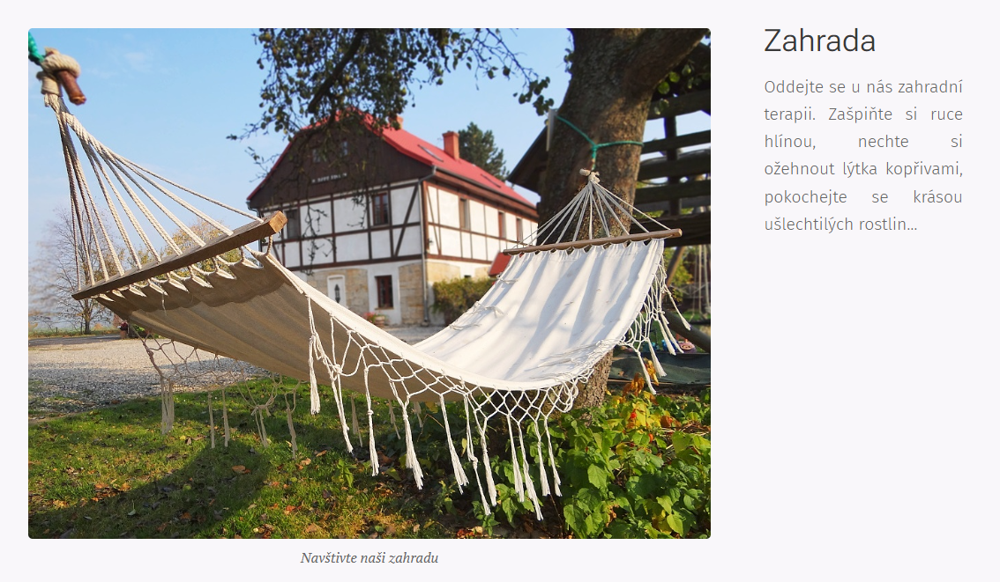 Zahrada
Oddejte se u nás zahradní
terapii. Zašpiňte si ruce
hlínou, nechte si
ožehnout lýtka kopřivami,
pokochejte se krásou
ušlechtilých rostlin...
Navštivte naši zahradu